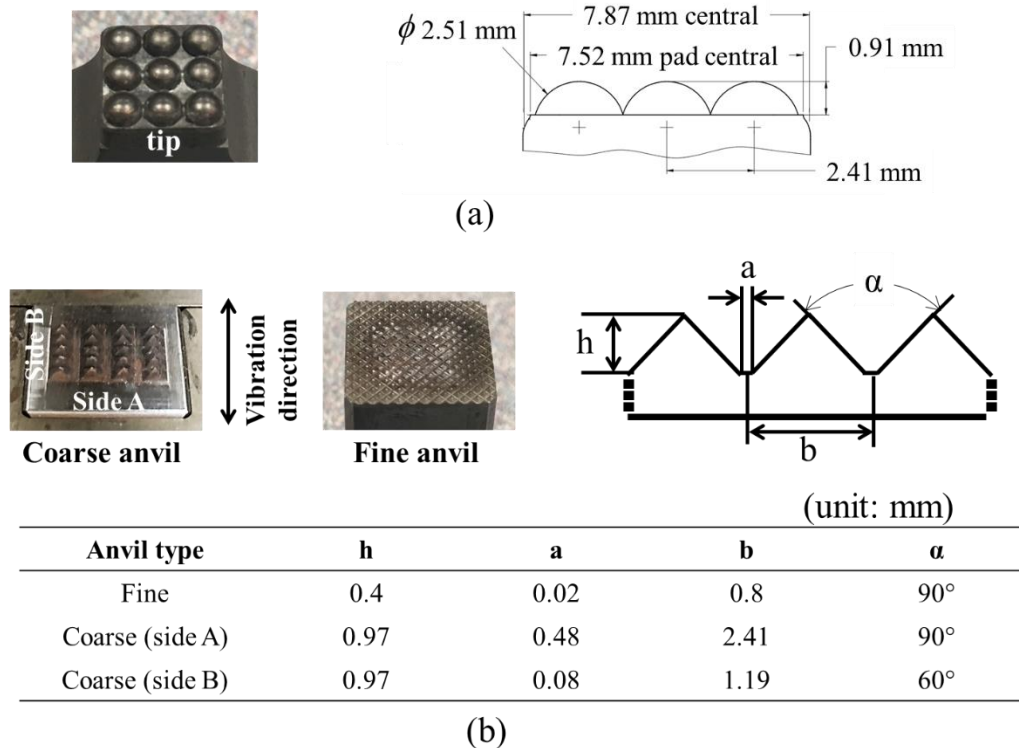 tip
7.87 mm central
ϕ 2.51 mm
7.52 mm pad central
0.91 mm
2.41 mm
(a)
Side B
Side A
Vibration direction
Coarse anvil
Fine anvil
a
α
h
b
(unit: mm)
Anvil type h a b α
Fine 0.4 0.02 0.8 90°
Coarse (side A) 0.97 0.48 2.41 90°
Coarse (side B) 0.97 0.08 1.19 60°
(b)